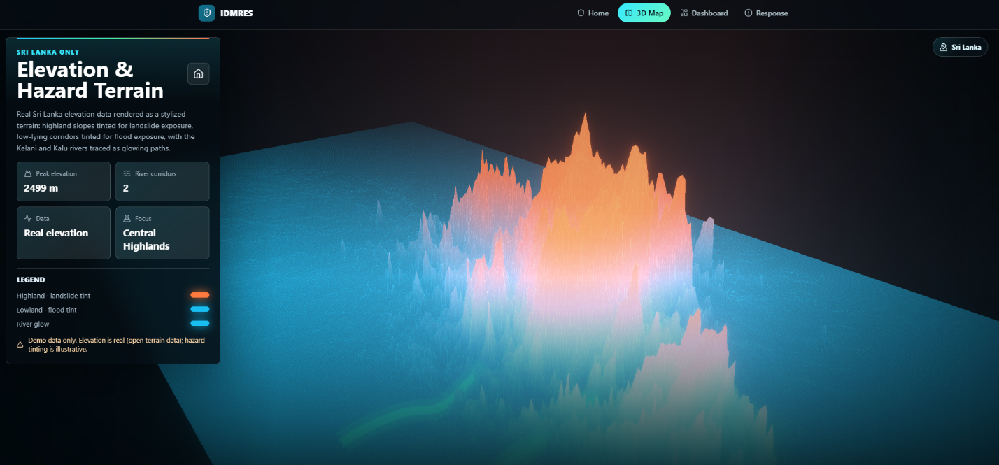 IDMRES
Home
3D Map
Dashboard
Response
SRI LANKA ONLY
Elevation &
Hazard Terrain
Real Sri Lanka elevation data rendered as a stylized
terrain: highland slopes tinted for landslide exposure,
low-lying corridors tinted for flood exposure, with the
Kelani and Kalu rivers traced as glowing paths.
Peak elevation
2499 m
River corridors
2
Data
Real elevation
Focus
Central
Highlands
LEGEND
Highland · landslide tint
Lowland · flood tint
River glow
Demo data only. Elevation is real (open terrain data); hazard
tinting is illustrative.
Sri Lanka